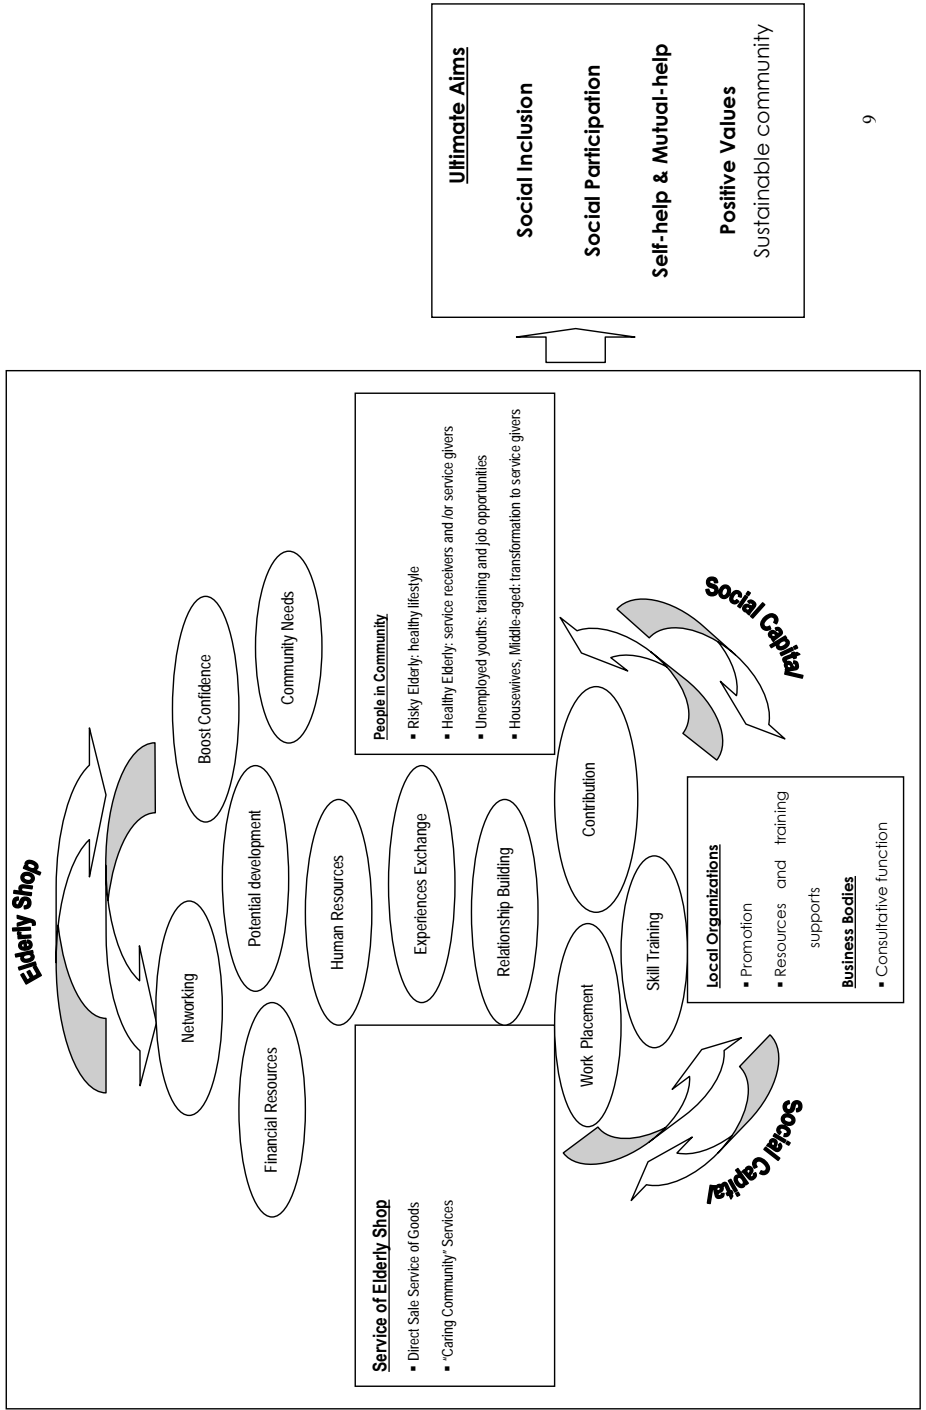 Elderly Shop
Networking
Boost Confidence
Financial Resources
Potential development
Community Needs
Human Resources
Experiences Exchange
Relationship Building
Service of Elderly Shop
▪ Direct Sale Service of Goods
▪ "Caring Community" Services
People in Community
▪ Risky Elderly: healthy lifestyle
▪ Healthy Elderly: service receivers and /or service givers
▪ Unemployed youths: training and job opportunities
▪ Housewives, Middle-aged: transformation to service givers
Work Placement
Contribution
Skill Training
Social Capital
Social Capital
Local Organizations
▪ Promotion
▪ Resources and training
supports
Business Bodies
▪ Consultative function
Ultimate Aims
Social Inclusion
Social Participation
Self-help & Mutual-help
Positive Values
Sustainable community
9